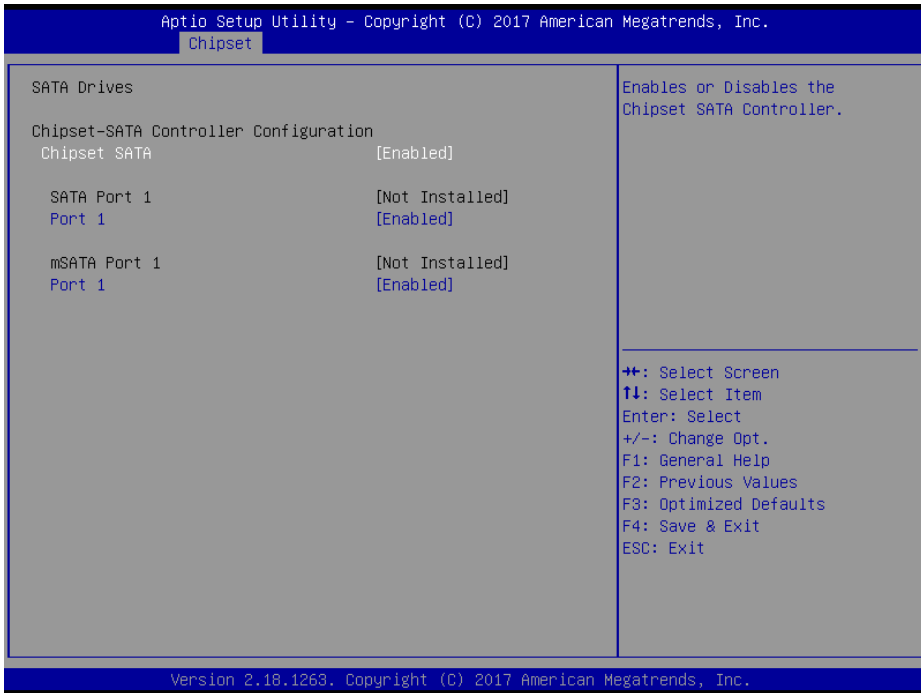 Aptio Setup Utility – Copyright (C) 2017 American Megatrends, Inc.
Chipset
SATA Drives
Chipset-SATA Controller Configuration
Chipset SATA [Enabled]
SATA Port 1 [Not Installed]
Port 1 [Enabled]
mSATA Port 1 [Not Installed]
Port 1 [Enabled]
Enables or Disables the
Chipset SATA Controller.
→←: Select Screen
↑↓: Select Item
Enter: Select
+/-: Change Opt.
F1: General Help
F2: Previous Values
F3: Optimized Defaults
F4: Save & Exit
ESC: Exit
Version 2.18.1263. Copyright (C) 2017 American Megatrends, Inc.